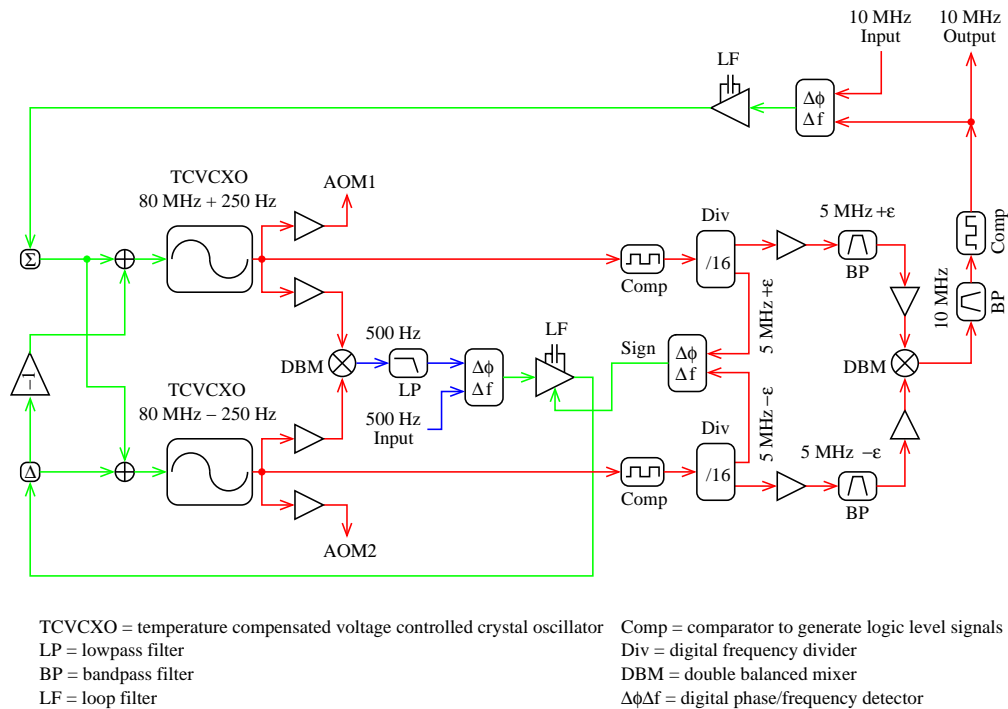 10 MHz
Input
10 MHz
Output
LF
Δϕ
Δf
TCVCXO
80 MHz + 250 Hz
AOM1
Div
5 MHz+ε
Comp
Σ
/16
Comp
BP
5 MHz+ε
10 MHz
BP
500 Hz
LF
Sign
Δϕ
Δf
DBM
LP
Δϕ
Δf
DBM
−1
TCVCXO
80 MHz − 250 Hz
500 Hz
Input
Div
5 MHz−ε
5 MHz −ε
Δ
/16
Comp
BP
AOM2
TCVCXO = temperature compensated voltage controlled crystal oscillator
LP = lowpass filter
BP = bandpass filter
LF = loop filter
Comp = comparator to generate logic level signals
Div = digital frequency divider
DBM = double balanced mixer
ΔϕΔf = digital phase/frequency detector